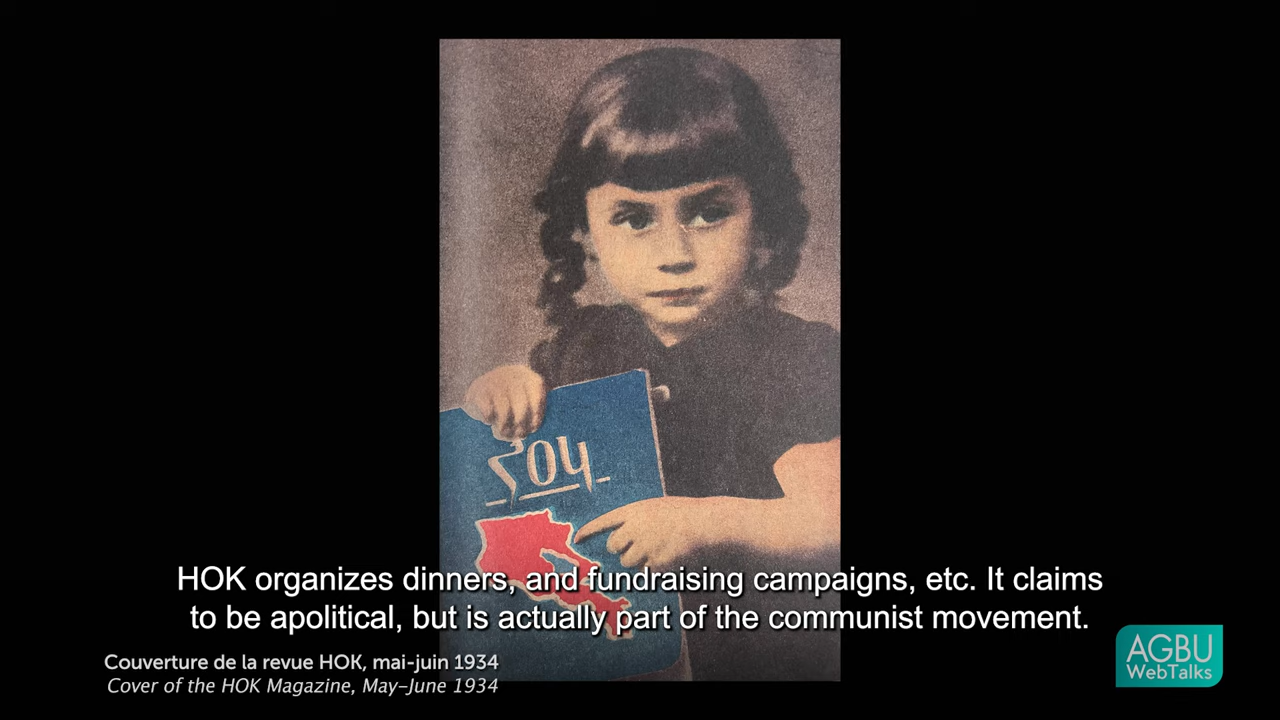 ՀՕԿ
HOK organizes dinners, and fundraising campaigns, etc. It claims
to be apolitical, but is actually part of the communist movement.
Couverture de la revue HOK, mai-juin 1934
Cover of the HOK Magazine, May–June 1934
AGBU
WebTalks